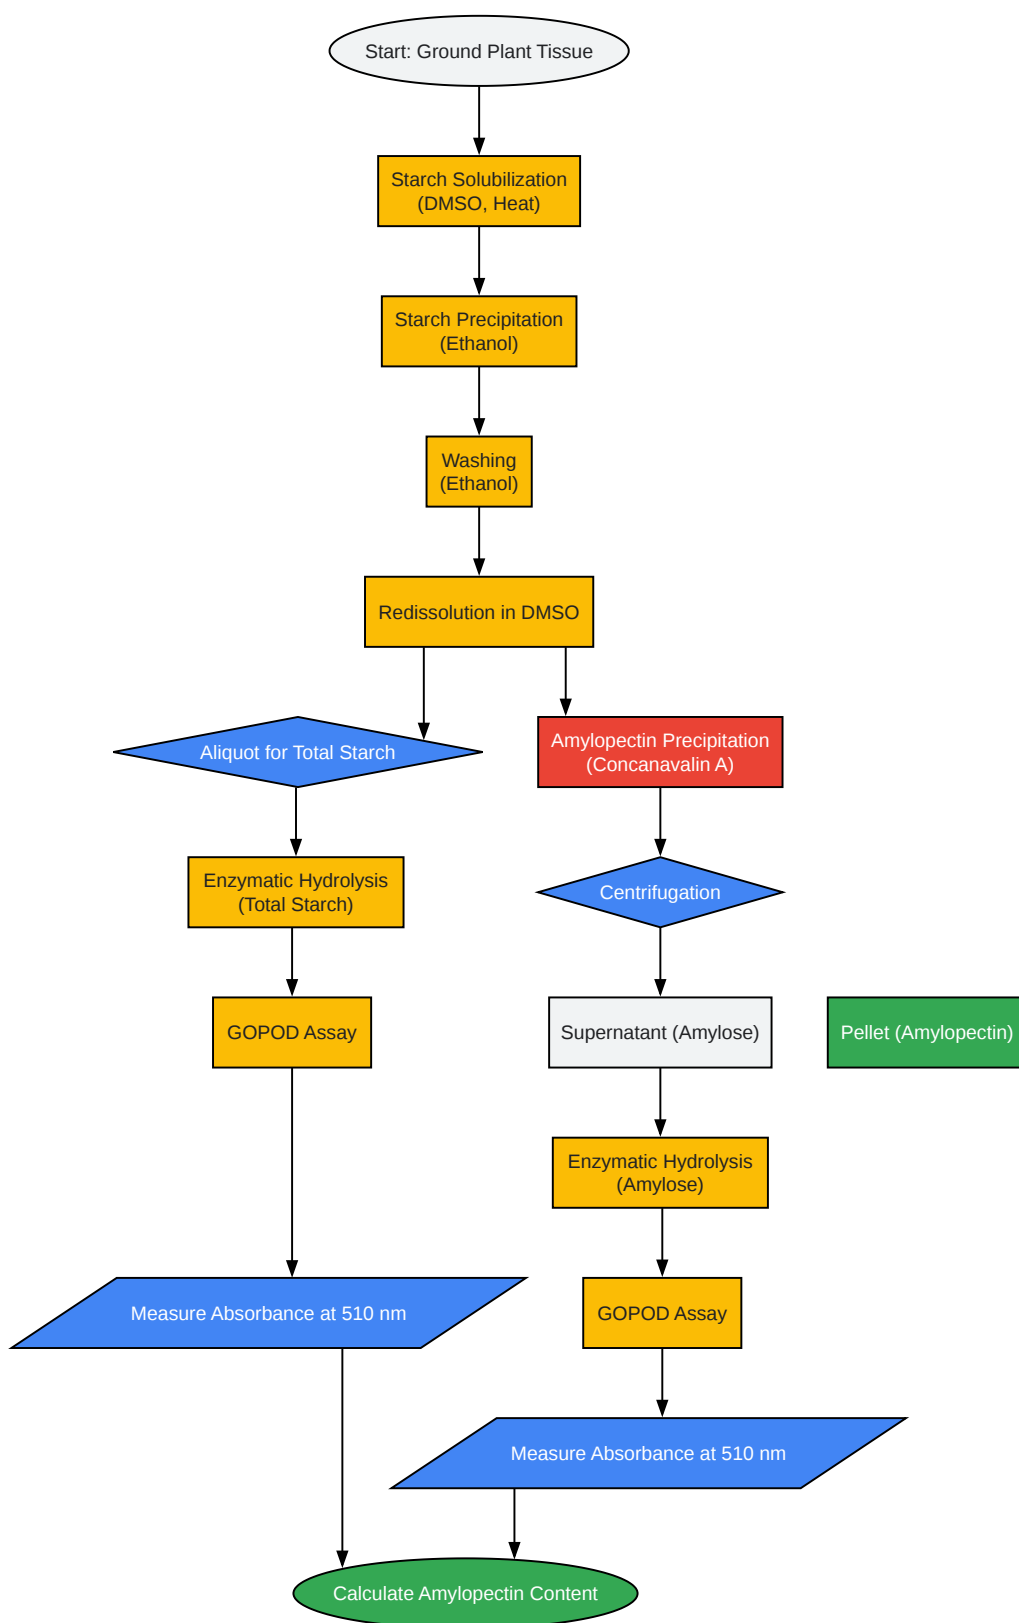 Start: Ground Plant Tissue
Starch Solubilization
(DMSO, Heat)
Starch Precipitation
(Ethanol)
Washing
(Ethanol)
Redissolution in DMSO
Aliquot for Total Starch
Amylopectin Precipitation
(Concanavalin A)
Enzymatic Hydrolysis
(Total Starch)
Centrifugation
GOPOD Assay
Supernatant (Amylose)
Pellet (Amylopectin)
Enzymatic Hydrolysis
(Amylose)
Measure Absorbance at 510 nm
GOPOD Assay
Measure Absorbance at 510 nm
Calculate Amylopectin Content